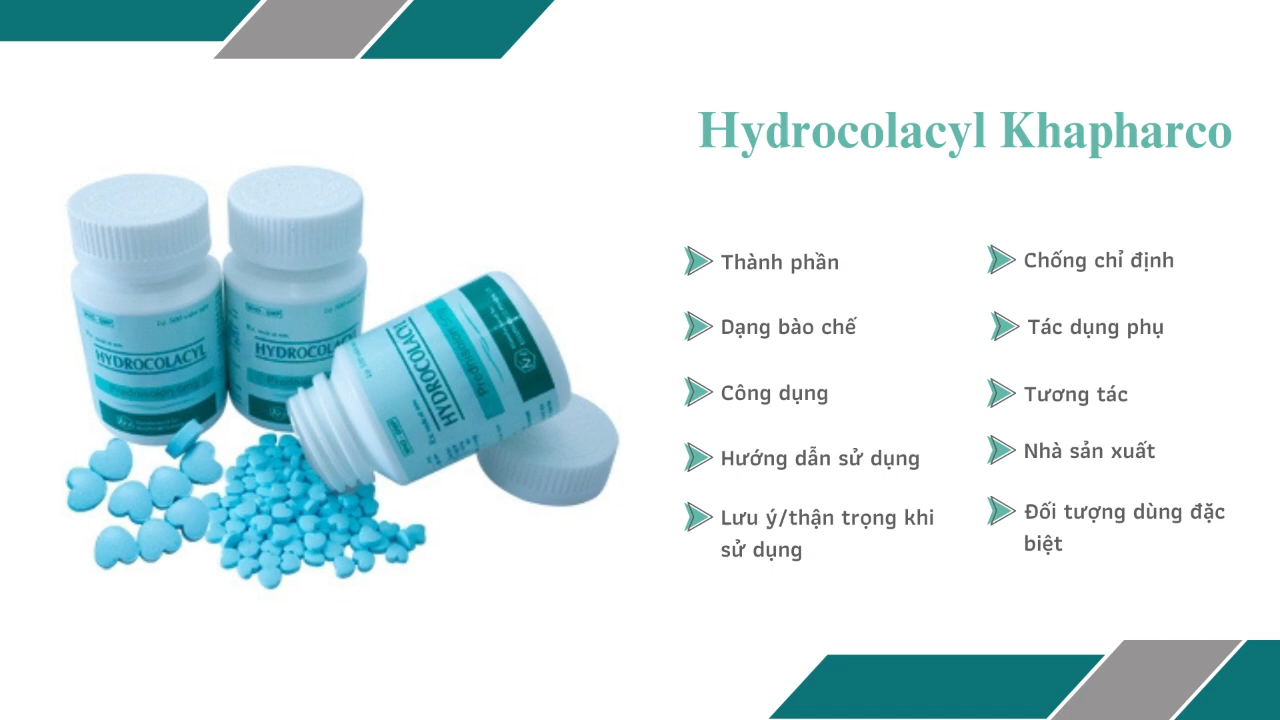 Hydrocolacyl Khapharco
Thành phần
Dạng bào chế
Công dụng
Hướng dẫn sử dụng
Lưu ý/thận trọng khi
sử dụng
Chống chỉ định
Tác dụng phụ
Tương tác
Nhà sản xuất
Đối tượng dùng đặc
biệt
HYDROCOLACYL
HYDROCOLACYL
HYDROCOLACYL